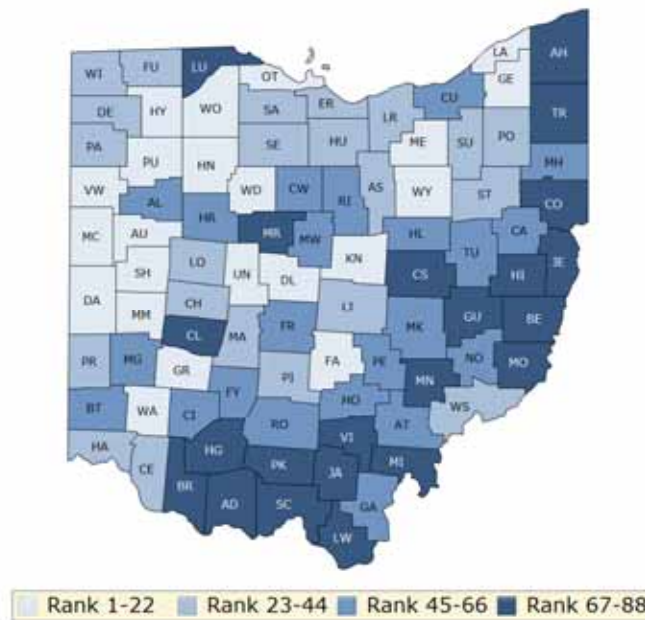 LA
AH
WI
FU
LU
OT
GE
CU
DE
HY
WO
SA
ER
LR
TR
PA
SE
HU
ME
SU
PO
PU
HN
MH
VW
AL
WD
CW
RI
AS
WY
ST
CO
HR
MR
MW
HL
TU
CA
MC
AU
JE
LO
UN
KN
CS
HI
SH
DL
DA
MM
CH
LI
GU
BE
CL
MA
FR
MK
PR
MG
GR
FA
PE
NO
MO
PI
MN
BT
WA
CI
FY
HO
WS
RO
AT
HA
CE
HG
VI
PK
JA
MI
BR
AD
SC
GA
LW
Rank 1-22 Rank 23-44 Rank 45-66 Rank 67-88